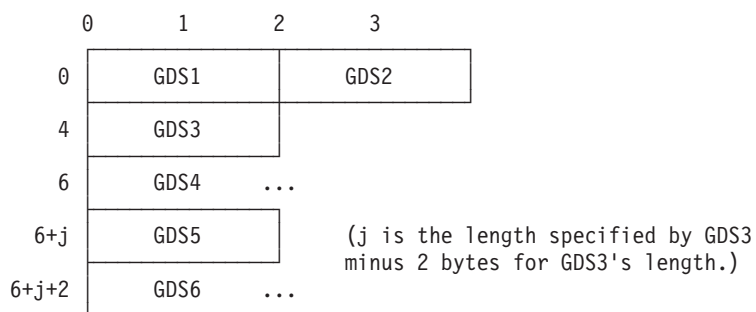 0 1 2 3
0 GDS1 GDS2
4 GDS3
6 GDS4 ...
6+j GDS5 (j is the length specified by GDS3
minus 2 bytes for GDS3's length.)
6+j+2 GDS6 ...